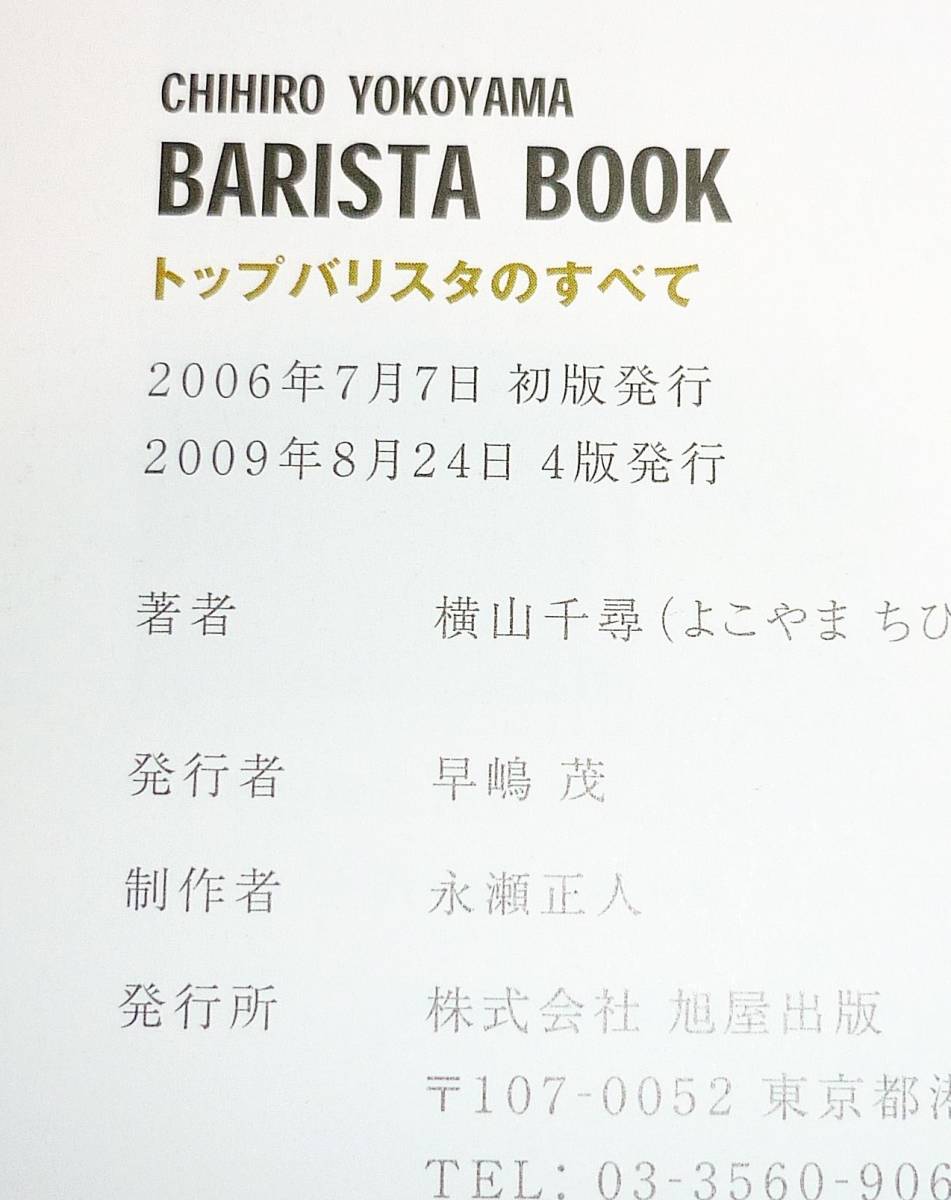 CHIHIRO YOKOYAMA
BARISTA BOOK
トップバリスタのすべて
2006年7月7日 初版発行
2009年8月24日 4版発行
著者 横山千尋(よこやま ちひ
発行者 早嶋 茂
制作者 永瀬正人
発行所 株式会社 旭屋出版
〒107-0052 東京都港
TEL: 03-3560-906